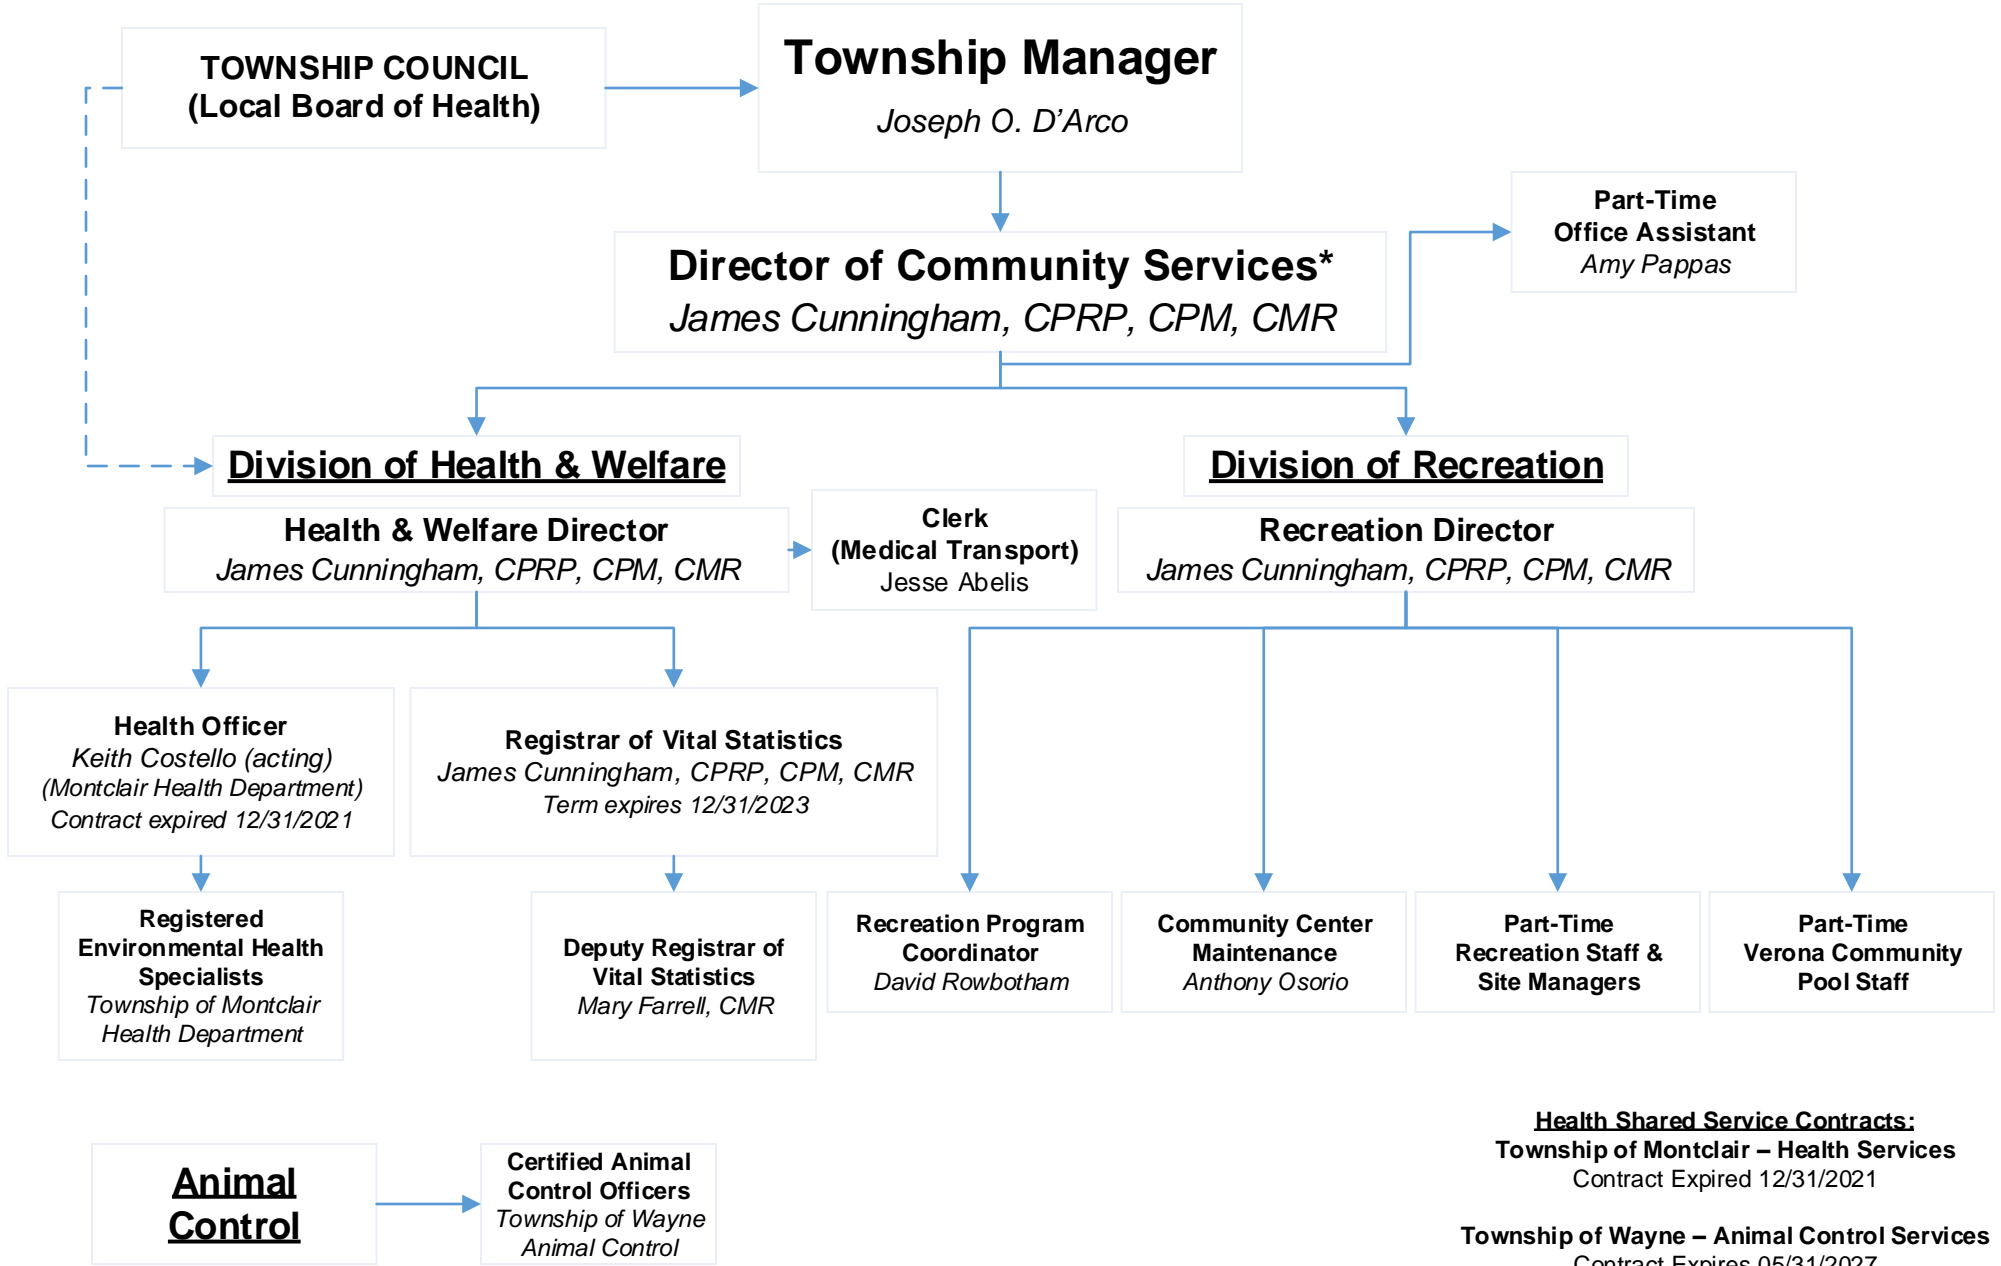 TOWNSHIP COUNCIL
(Local Board of Health)
Township Manager
Joseph O. D’Arco
Part-Time
Office Assistant
Amy Pappas
Director of Community Services*
James Cunningham, CPRP, CPM, CMR
Division of Health & Welfare
Division of Recreation
Health & Welfare Director
James Cunningham, CPRP, CPM, CMR
Clerk
(Medical Transport)
Jesse Abelis
Recreation Director
James Cunningham, CPRP, CPM, CMR
Health Officer
Keith Costello (acting)
(Montclair Health Department)
Contract expired 12/31/2021
Registrar of Vital Statistics
James Cunningham, CPRP, CPM, CMR
Term expires 12/31/2023
Registered
Environmental Health
Specialists
Township of Montclair
Health Department
Deputy Registrar of
Vital Statistics
Mary Farrell, CMR
Recreation Program
Coordinator
David Rowbotham
Community Center
Maintenance
Anthony Osorio
Part-Time
Recreation Staff &
Site Managers
Part-Time
Verona Community
Pool Staff
Animal
Control
Certified Animal
Control Officers
Township of Wayne
Animal Control
Health Shared Service Contracts:
Township of Montclair – Health Services
Contract Expired 12/31/2021
Township of Wayne – Animal Control Services
Contract Expires 05/31/2027